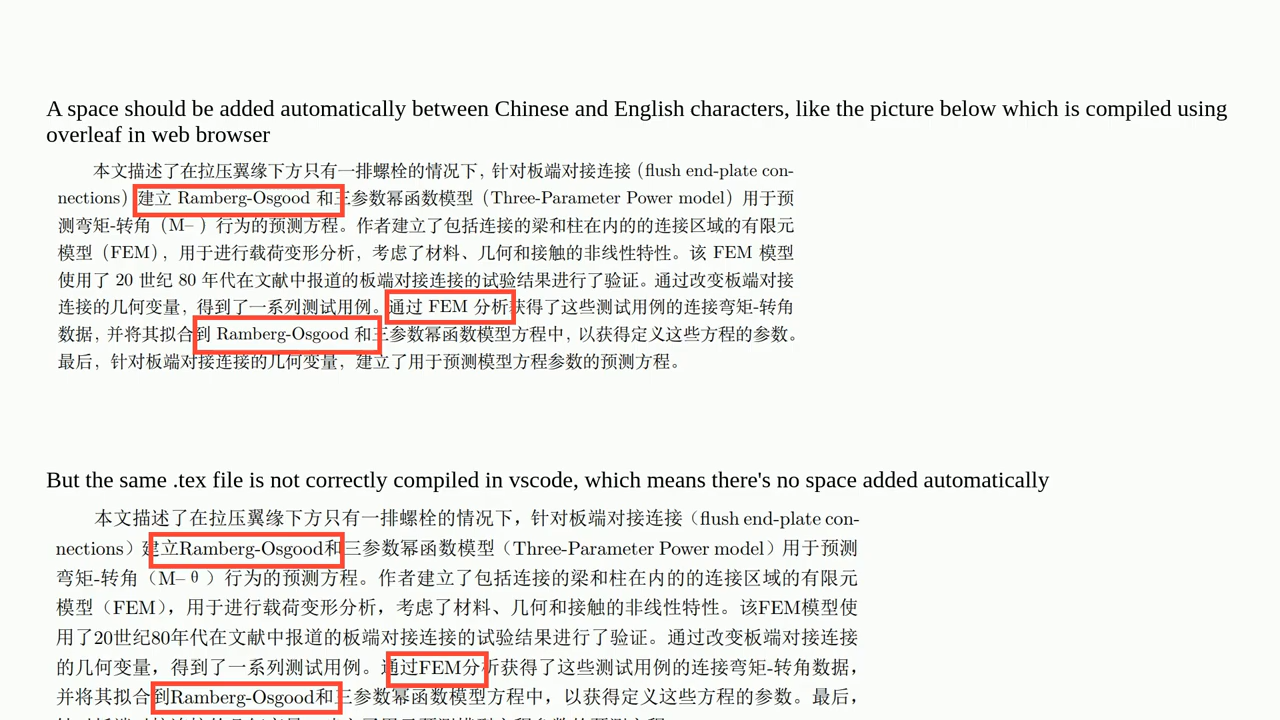 A space should be added automatically between Chinese and English characters, like the picture below which is compiled using
overleaf in web browser
本文描述了在拉压翼缘下方只有一排螺栓的情况下，针对板端对接连接（flush end-plate con-
nections）建立 Ramberg-Osgood 和三参数幂函数模型（Three-Parameter Power model）用于预
测弯矩-转角（M– ）行为的预测方程。作者建立了包括连接的梁和柱在内的的连接区域的有限元
模型（FEM），用于进行载荷变形分析，考虑了材料、几何和接触的非线性特性。该 FEM 模型
使用了 20 世纪 80 年代在文献中报道的板端对接连接的试验结果进行了验证。通过改变板端对接
连接的几何变量，得到了一系列测试用例。通过 FEM 分析获得了这些测试用例的连接弯矩-转角
数据，并将其拟合到 Ramberg-Osgood 和三参数幂函数模型方程中，以获得定义这些方程的参数。
最后，针对板端对接连接的几何变量，建立了用于预测模型方程参数的预测方程。
But the same .tex file is not correctly compiled in vscode, which means there's no space added automatically
本文描述了在拉压翼缘下方只有一排螺栓的情况下，针对板端对接连接（flush end-plate con-
nections）建立Ramberg-Osgood和三参数幂函数模型（Three-Parameter Power model）用于预测
弯矩-转角（M–θ）行为的预测方程。作者建立了包括连接的梁和柱在内的的连接区域的有限元
模型（FEM），用于进行载荷变形分析，考虑了材料、几何和接触的非线性特性。该FEM模型使
用了20世纪80年代在文献中报道的板端对接连接的试验结果进行了验证。通过改变板端对接连接
的几何变量，得到了一系列测试用例。通过FEM分析获得了这些测试用例的连接弯矩-转角数据，
并将其拟合到Ramberg-Osgood和三参数幂函数模型方程中，以获得定义这些方程的参数。最后，